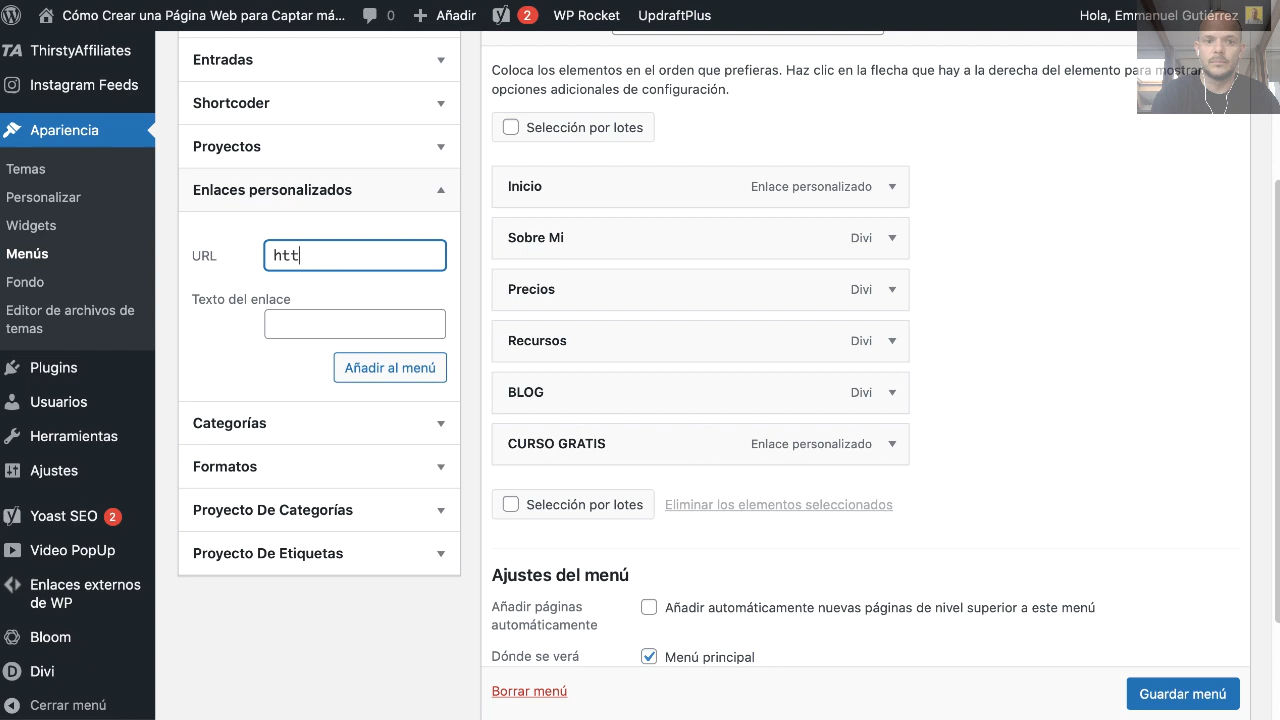 Cómo Crear una Página Web para Captar má...
0
Añadir
2
WP Rocket
UpdraftPlus
Hola, Emmanuel Gutiérrez
ThirstyAffiliates
Instagram Feeds
Apariencia
Temas
Personalizar
Widgets
Menús
Fondo
Editor de archivos de
temas
Plugins
Usuarios
Herramientas
Ajustes
Yoast SEO 2
Video PopUp
Enlaces externos
de WP
Bloom
Divi
Cerrar menú
Entradas
Shortcoder
Proyectos
Enlaces personalizados
URL
htt
Texto del enlace
Añadir al menú
Categorías
Formatos
Proyecto De Categorías
Proyecto De Etiquetas
Coloca los elementos en el orden que prefieras. Haz clic en la flecha que hay a la derecha del elemento para mostrar
opciones adicionales de configuración.
Selección por lotes
Inicio Enlace personalizado
Sobre Mi Divi
Precios Divi
Recursos Divi
BLOG Divi
CURSO GRATIS Enlace personalizado
Selección por lotes Eliminar los elementos seleccionados
Ajustes del menú
Añadir páginas
automáticamente
Añadir automáticamente nuevas páginas de nivel superior a este menú
Dónde se verá
Menú principal
Borrar menú
Guardar menú